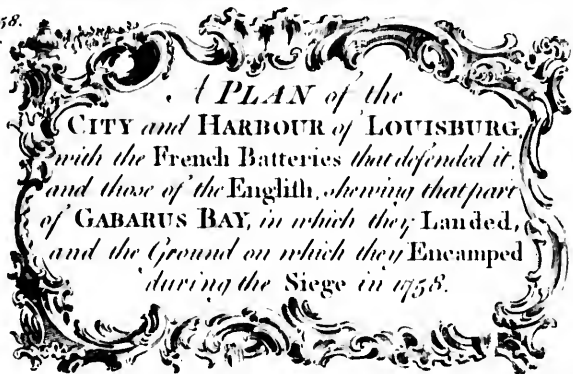 58.
A PLAN of the
CITY and HARBOUR of LOUISBURG,
with the French Batteries that defended it,
and those of the English, shewing that part
of GABARUS BAY, in which they Landed,
and the Ground on which they Encamped
during the Siege in 1758.